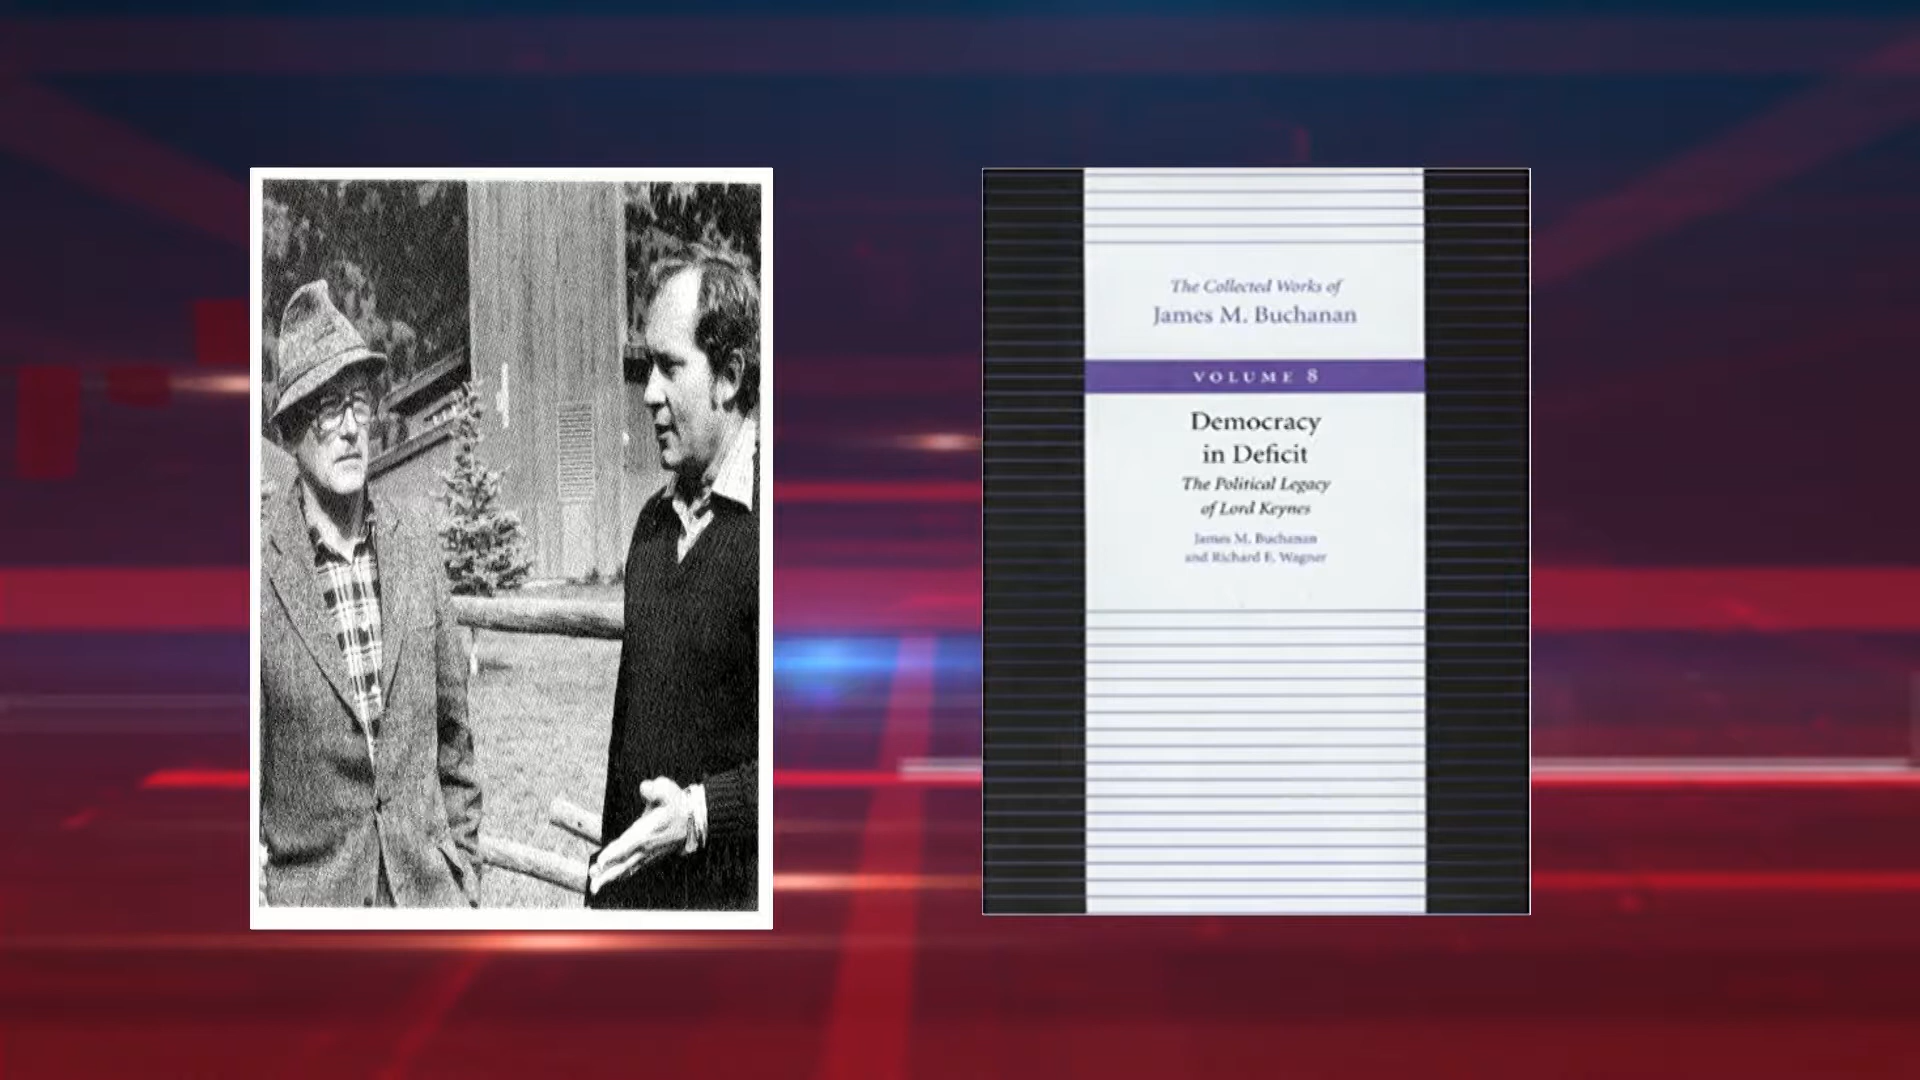 The Collected Works of
James M. Buchanan
VOLUME 8
Democracy
in Deficit
The Political Legacy
of Lord Keynes
James M. Buchanan
and Richard E. Wagner